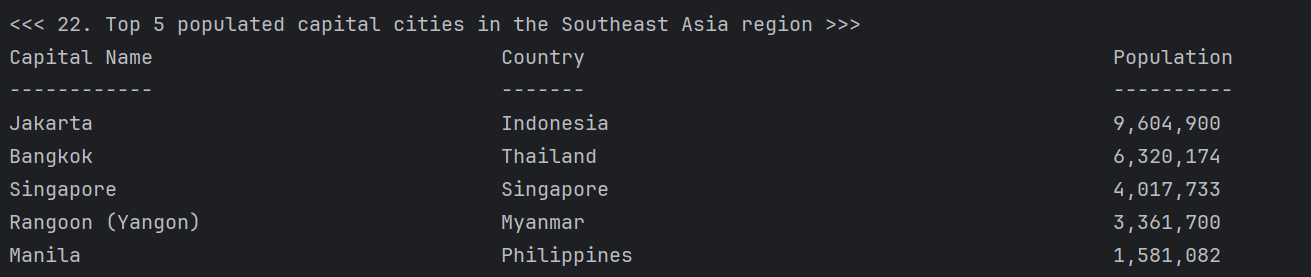 <<< 22. Top 5 populated capital cities in the Southeast Asia region >>>
Capital Name Country Population
------------ ------- ----------
Jakarta Indonesia 9,604,900
Bangkok Thailand 6,320,174
Singapore Singapore 4,017,733
Rangoon (Yangon) Myanmar 3,361,700
Manila Philippines 1,581,082